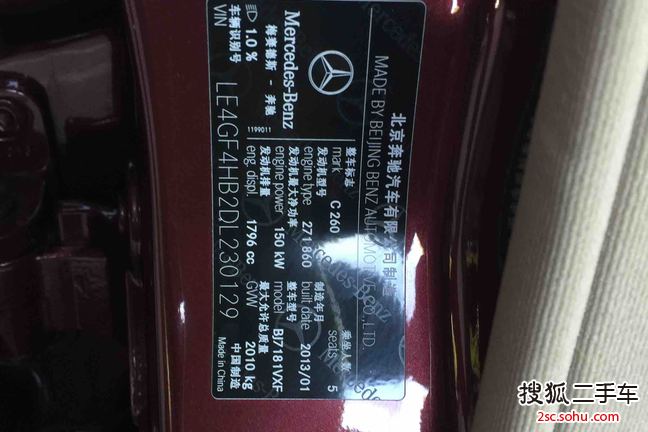 北京奔驰汽车有限公司制造
MADE BY BEIJING BENZ AUTOMOTIVE CO.,LTD.
Mercedes-Benz
梅赛德斯-奔驰
1199011
1.0 %
整车标志 乘坐人数
mark C 260 seats 5
发动机型号 制造年月
engine type 271 860 built date 2013/01
发动机最大净功率 整车型号
engine power 150 kW model BJ7181VXF
发动机排量 最大允许总质量
eng. displ 1796 cc GVW 2010 kg
车辆识别号 中国制造
VIN LE4GF4HB2DL230129 Made in China
搜狐二手车
2sc.sohu.com